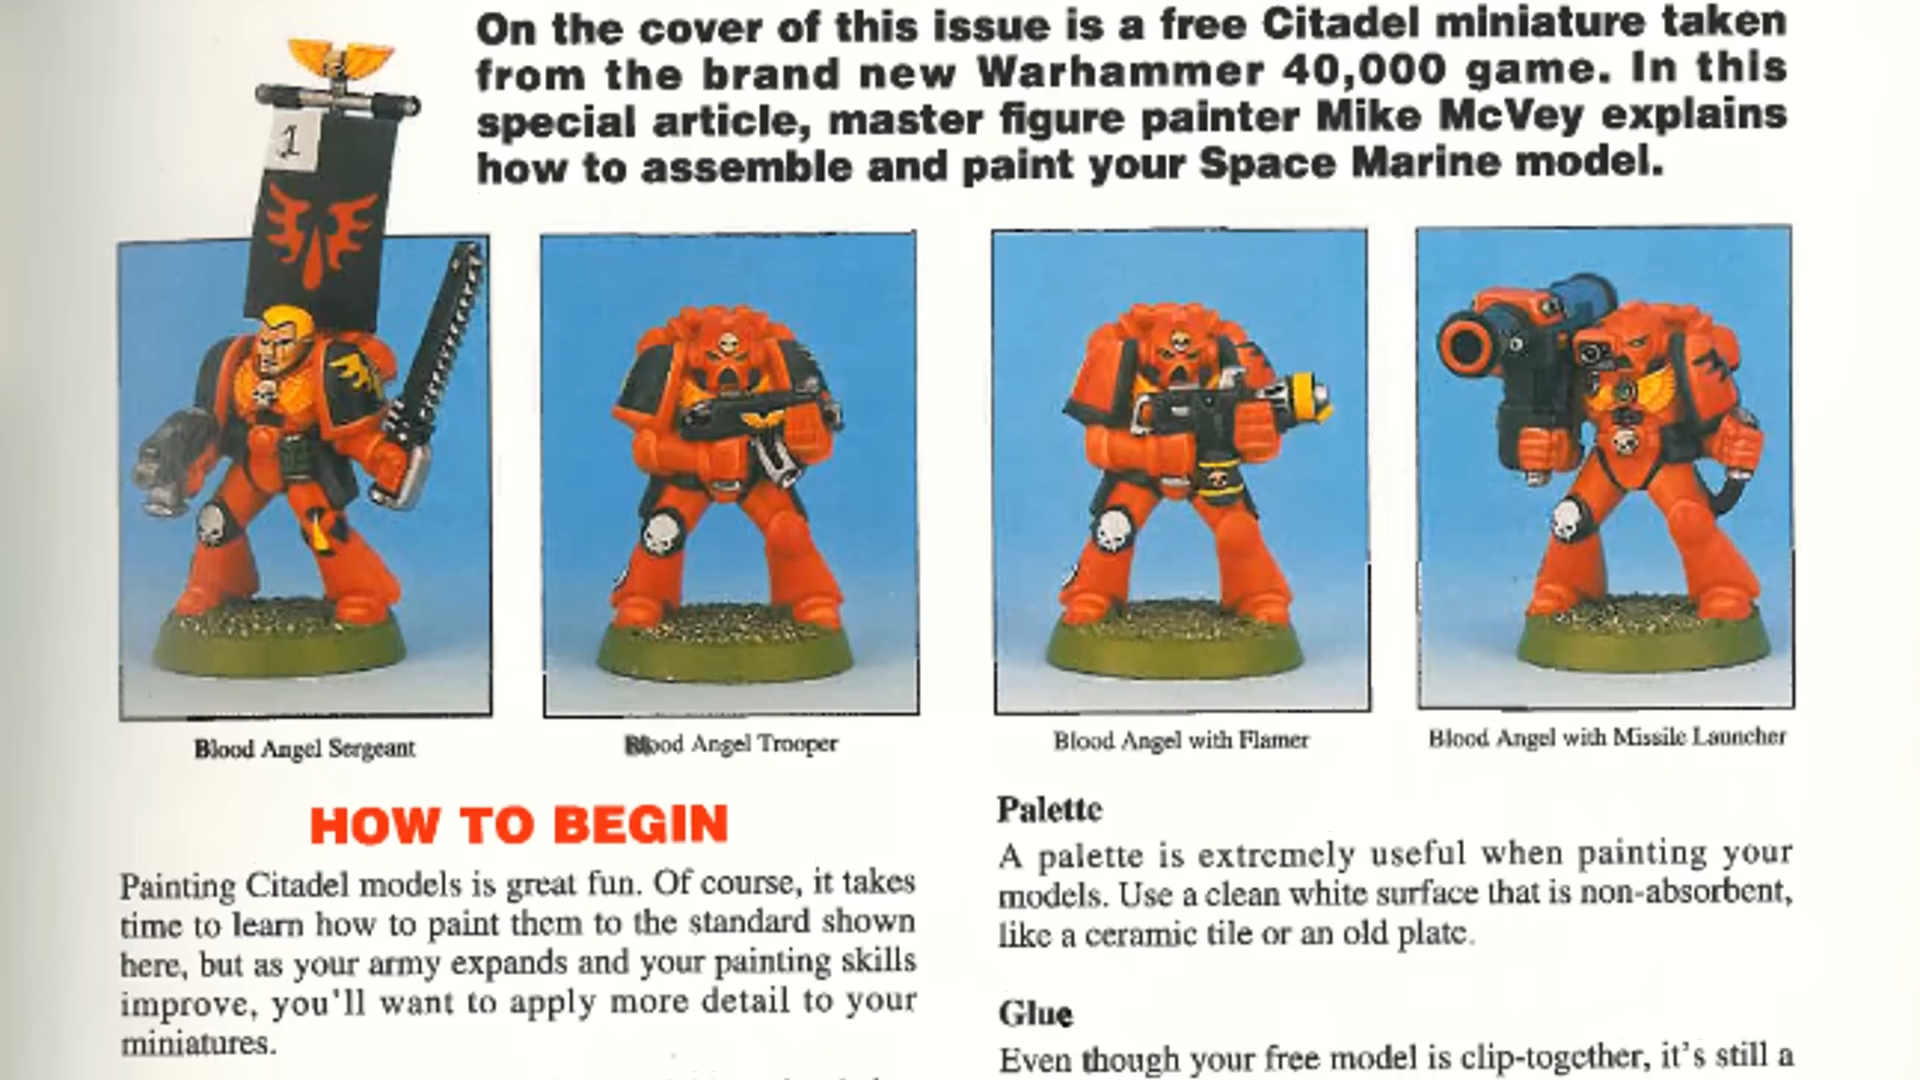 On the cover of this issue is a free Citadel miniature taken
from the brand new Warhammer 40,000 game. In this
special article, master figure painter Mike McVey explains
how to assemble and paint your Space Marine model.
1
Blood Angel Sergeant
Blood Angel Trooper
Blood Angel with Flamer
Blood Angel with Missile Launcher
HOW TO BEGIN
Painting Citadel models is great fun. Of course, it takes
time to learn how to paint them to the standard shown
here, but as your army expands and your painting skills
improve, you'll want to apply more detail to your
miniatures.
Palette
A palette is extremely useful when painting your
models. Use a clean white surface that is non-absorbent,
like a ceramic tile or an old plate.
Glue
Even though your free model is clip-together, it's still a